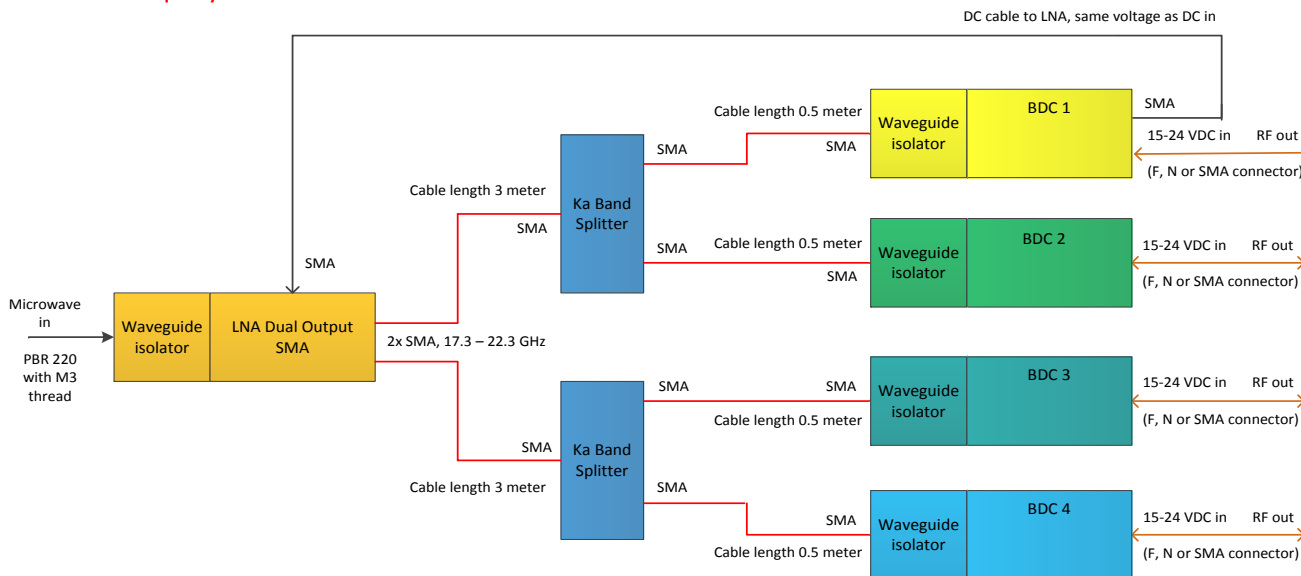 DC cable to LNA, same voltage as DC in
Cable length 0.5 meter
SMA
SMA
Waveguide
isolator
BDC 1
SMA
15-24 VDC in RF out
(F, N or SMA connector)
Cable length 3 meter
SMA
Ka Band
Splitter
SMA
Cable length 0.5 meter
SMA
Waveguide
isolator
BDC 2
15-24 VDC in RF out
(F, N or SMA connector)
SMA
Microwave
in
PBR 220
with M3
thread
Waveguide
isolator
LNA Dual Output
SMA
2x SMA, 17.3 – 22.3 GHz
SMA
Cable length 3 meter
Ka Band
Splitter
SMA
SMA
Cable length 0.5 meter
Waveguide
isolator
BDC 3
15-24 VDC in RF out
(F, N or SMA connector)
SMA
SMA
Cable length 0.5 meter
Waveguide
isolator
BDC 4
15-24 VDC in RF out
(F, N or SMA connector)